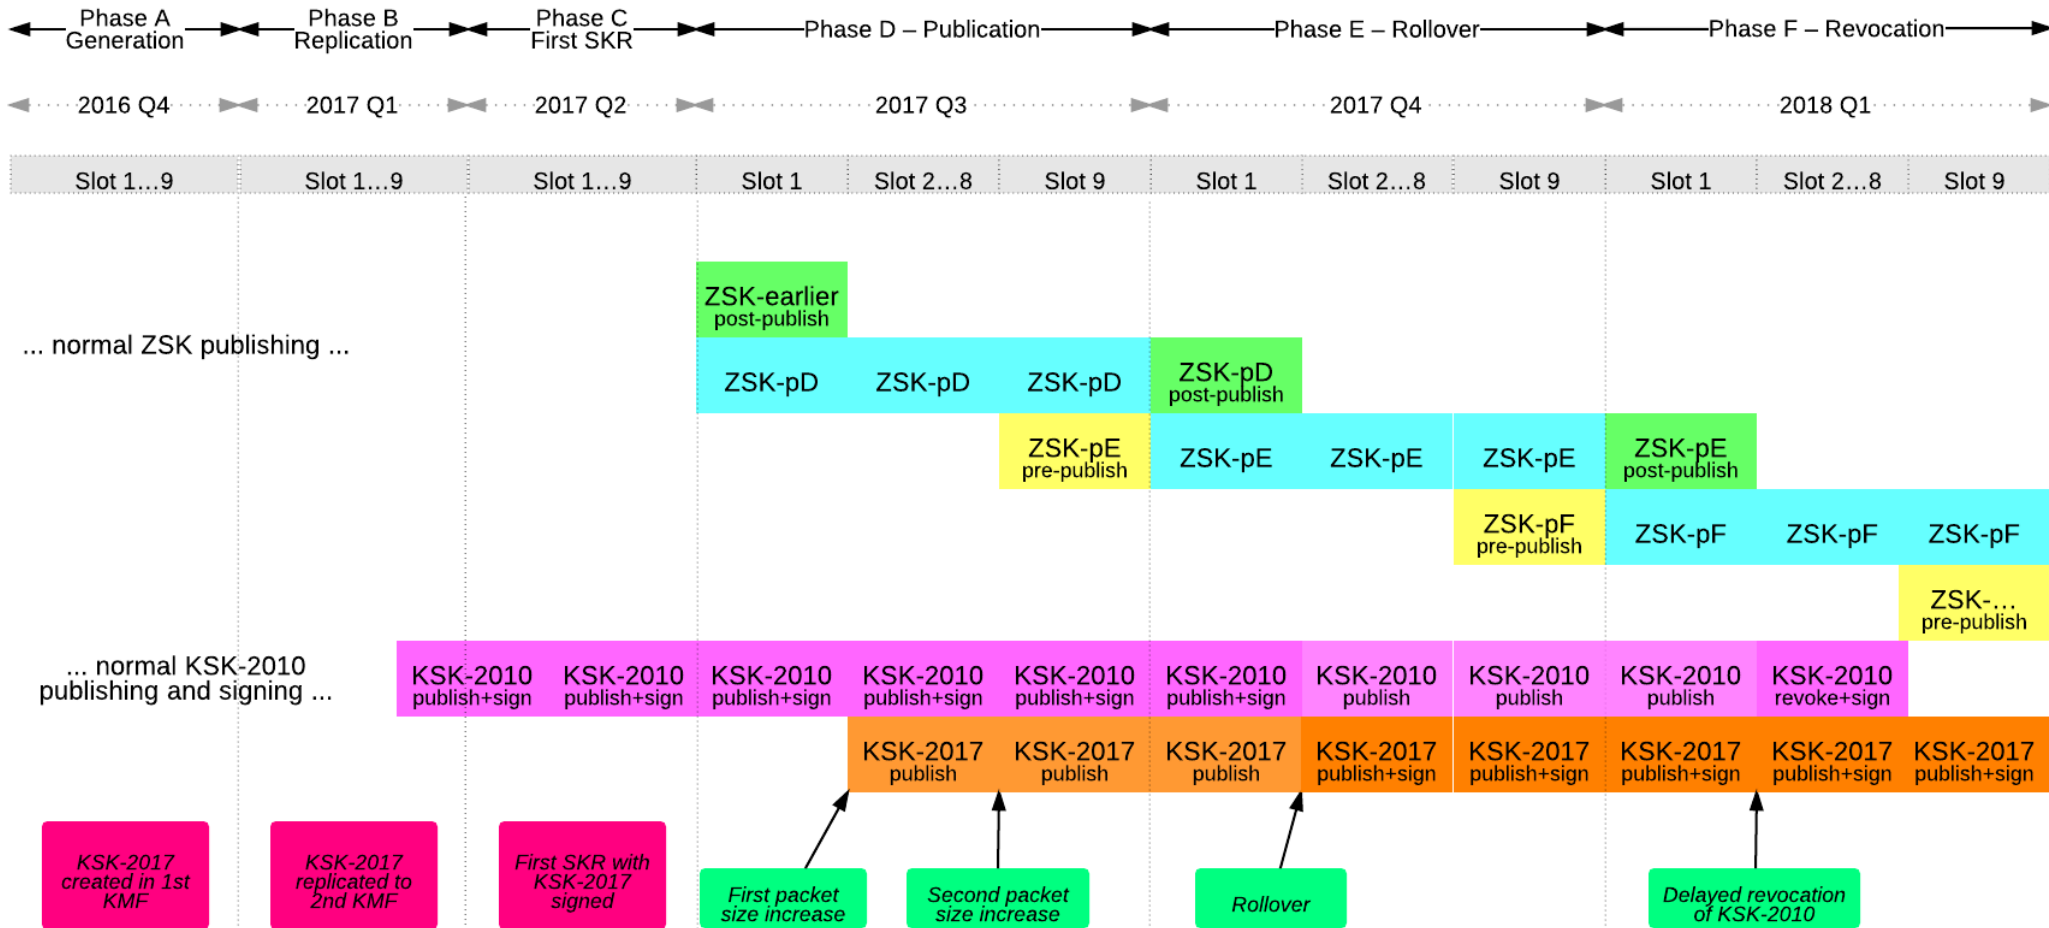 Phase A
Generation
Phase B
Replication
Phase C
First SKR
Phase D – Publication
Phase E – Rollover
Phase F – Revocation
2016 Q4
2017 Q1
2017 Q2
2017 Q3
2017 Q4
2018 Q1
Slot 1…9
Slot 1…9
Slot 1…9
Slot 1
Slot 2…8
Slot 9
Slot 1
Slot 2…8
Slot 9
Slot 1
Slot 2…8
Slot 9
ZSK-earlier
post-publish
... normal ZSK publishing ...
ZSK-pD
ZSK-pD
ZSK-pD
ZSK-pD
post-publish
ZSK-pE
pre-publish
ZSK-pE
ZSK-pE
ZSK-pE
ZSK-pE
post-publish
ZSK-pF
pre-publish
ZSK-pF
ZSK-pF
ZSK-pF
ZSK-…
pre-publish
... normal KSK-2010
publishing and signing ...
KSK-2010
publish+sign
KSK-2010
publish+sign
KSK-2010
publish+sign
KSK-2010
publish+sign
KSK-2010
publish+sign
KSK-2010
publish+sign
KSK-2010
publish
KSK-2010
publish
KSK-2010
publish
KSK-2010
revoke+sign
KSK-2017
publish
KSK-2017
publish
KSK-2017
publish
KSK-2017
publish+sign
KSK-2017
publish+sign
KSK-2017
publish+sign
KSK-2017
publish+sign
KSK-2017
publish+sign
KSK-2017
created in 1st
KMF
KSK-2017
replicated to
2nd KMF
First SKR with
KSK-2017
signed
First packet
size increase
Second packet
size increase
Rollover
Delayed revocation
of KSK-2010